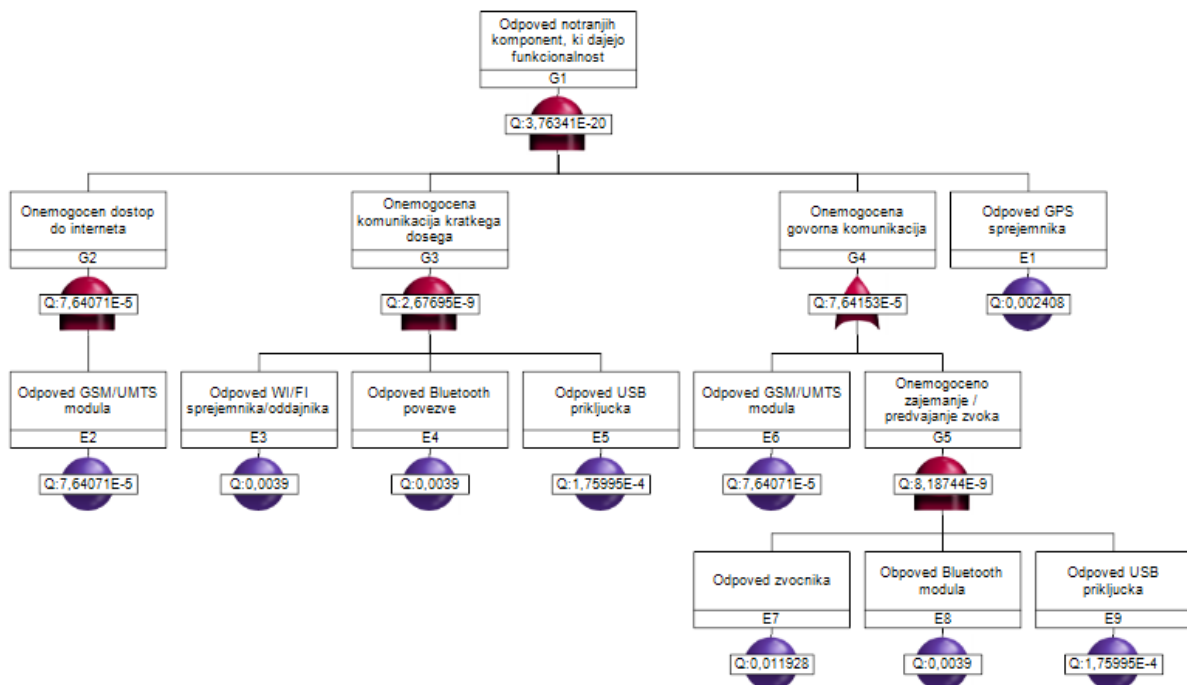 Odpoved notranjih
komponent, ki dajejo
funkcionalnost
G1
Q:3,76341E-20
Onemogocen dostop
do interneta
G2
Q:7,64071E-5
Onemogocena
komunikacija kratkega
dosega
G3
Q:2,67695E-9
Onemogocena
govorna komunikacija
G4
Q:7,64153E-5
Odpoved GPS
sprejemnika
E1
Q:0,002408
Odpoved GSM/UMTS
modula
E2
Q:7,64071E-5
Odpoved WI/FI
sprejemnika/oddajnika
E3
Q:0,0039
Odpoved Bluetooth
povezve
E4
Q:0,0039
Odpoved USB
prikljucka
E5
Q:1,75995E-4
Odpoved GSM/UMTS
modula
E6
Q:7,64071E-5
Onemogoceno
zajemanje /
predvajanje zvoka
G5
Q:8,18744E-9
Odpoved zvocnika
E7
Q:0,011928
Obpoved Bluetooth
modula
E8
Q:0,0039
Odpoved USB
prikljucka
E9
Q:1,75995E-4